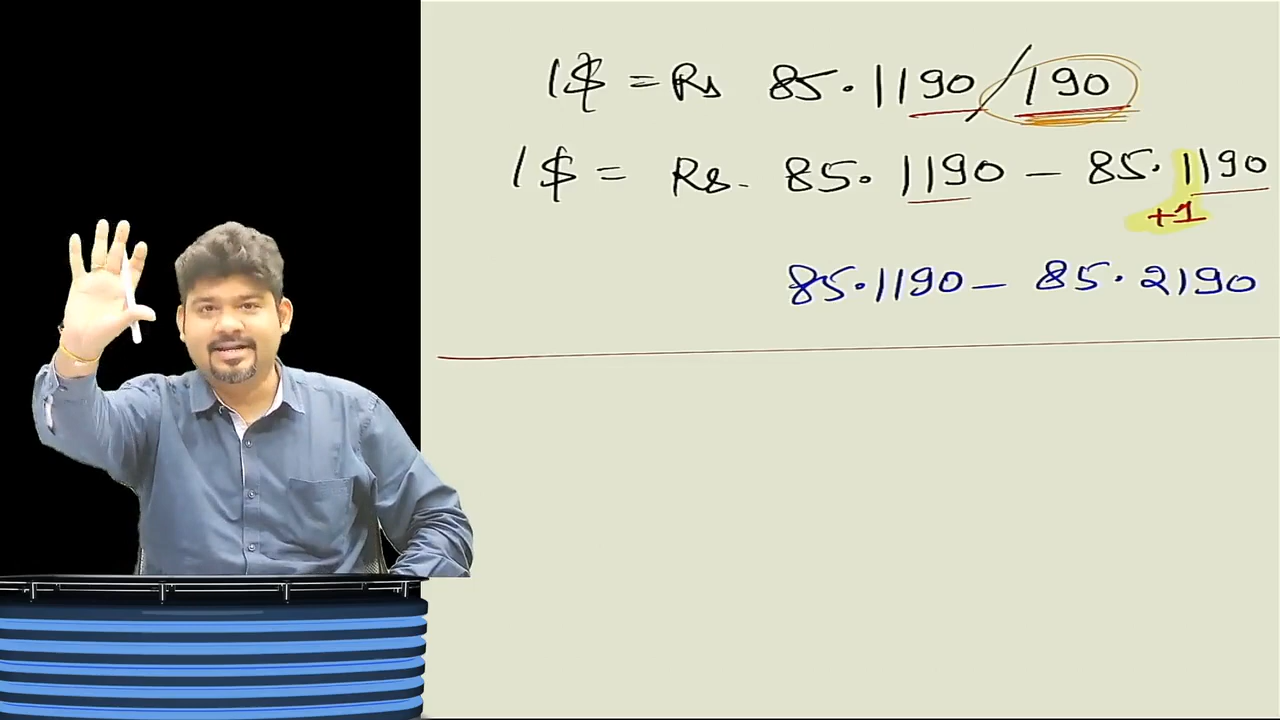 1$ = Rs 85.1190/190
1$ = Rs. 85.1190 – 85.1190
+1
85.1190 – 85.2190